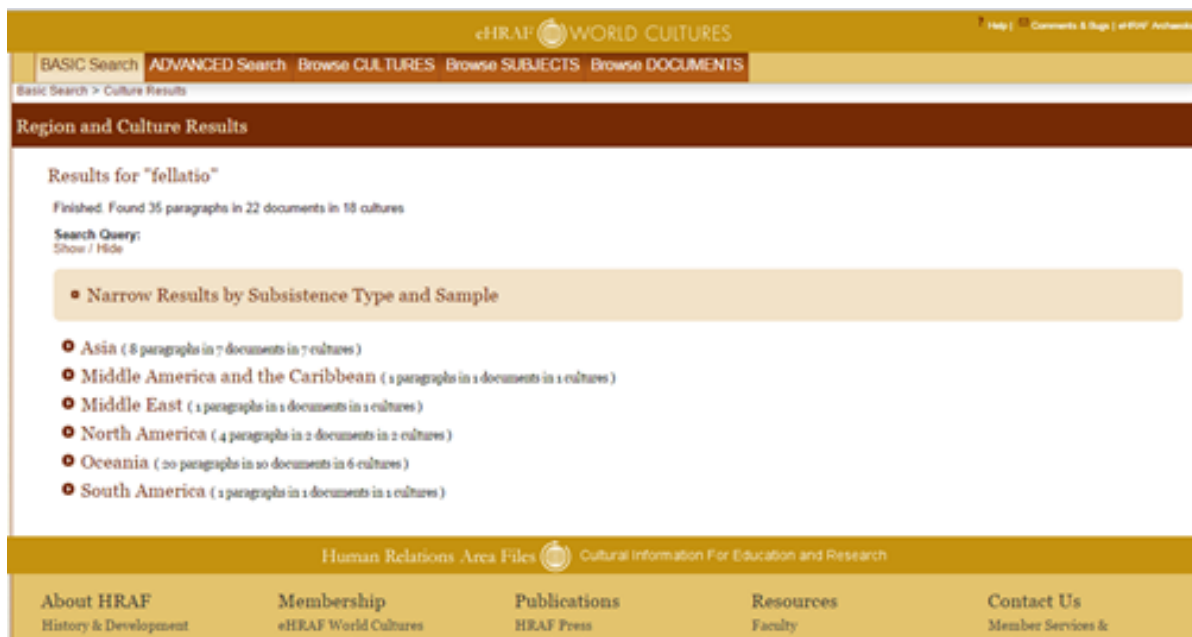 eHRAF WORLD CULTURES
? Help | Comments & Bugs | eHRAF Archaeolo
BASIC Search ADVANCED Search Browse CULTURES Browse SUBJECTS Browse DOCUMENTS
Basic Search > Culture Results
Region and Culture Results
Results for "fellatio"
Finished. Found 35 paragraphs in 22 documents in 18 cultures
Search Query:
Show / Hide
Narrow Results by Subsistence Type and Sample
Asia ( 8 paragraphs in 7 documents in 7 cultures )
Middle America and the Caribbean ( 1 paragraphs in 1 documents in 1 cultures )
Middle East ( 1 paragraphs in 1 documents in 1 cultures )
North America ( 4 paragraphs in 2 documents in 2 cultures )
Oceania ( 20 paragraphs in 10 documents in 6 cultures )
South America ( 1 paragraphs in 1 documents in 1 cultures )
Human Relations Area Files Cultural Information For Education and Research
About HRAF Membership Publications Resources Contact Us
History & Development eHRAF World Cultures HRAF Press Faculty Member Services &